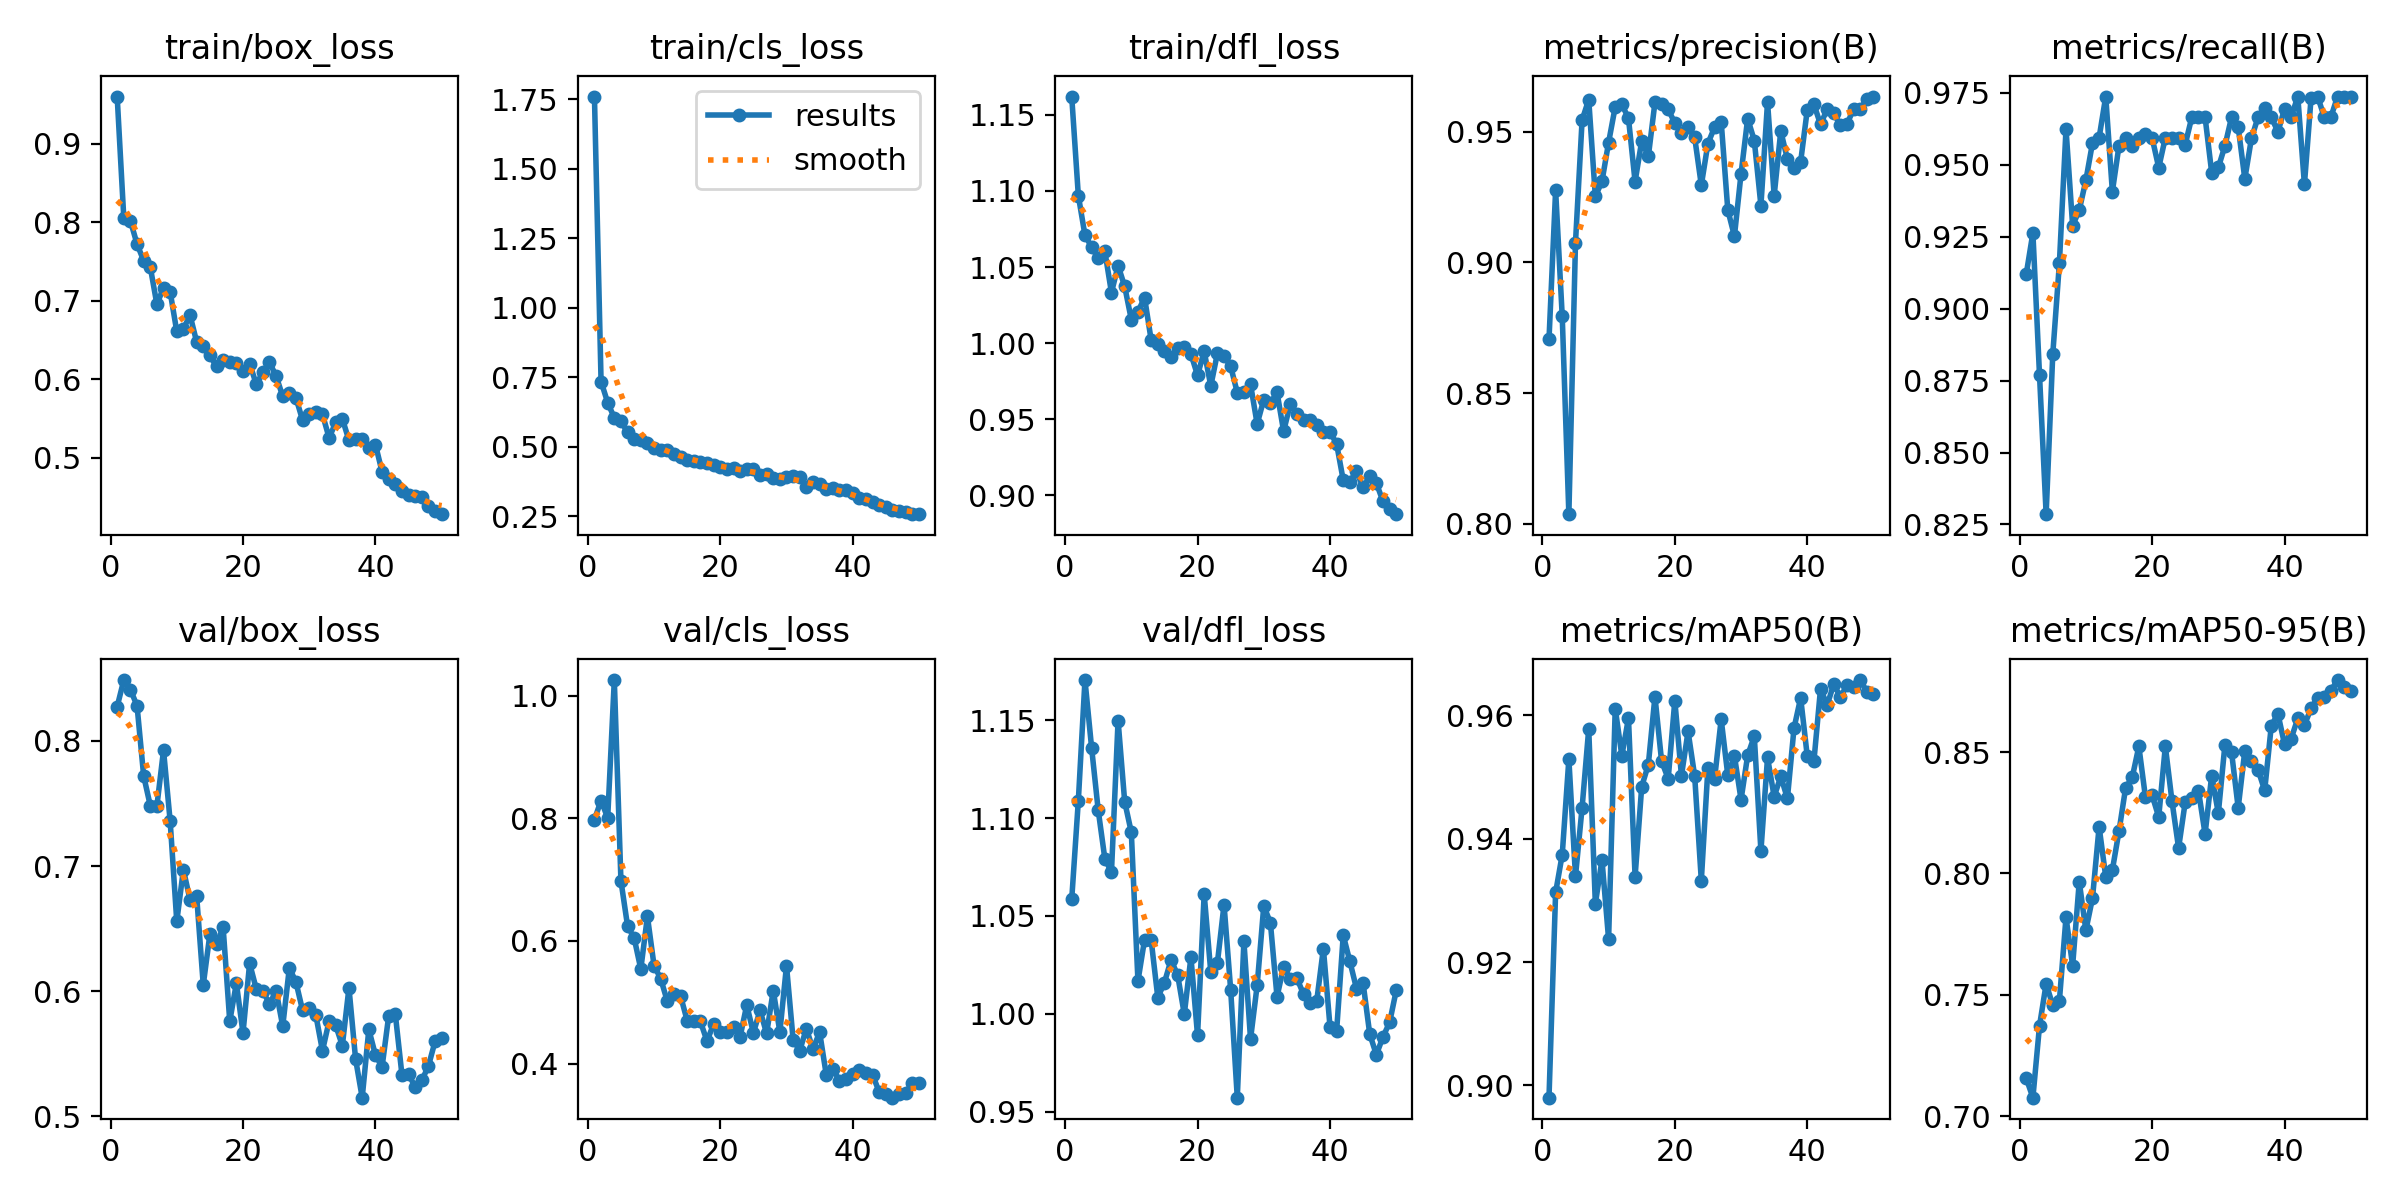 train/box_loss
train/cls_loss
train/dfl_loss
metrics/precision(B)
metrics/recall(B)
0.9
0.8
0.7
0.6
0.5
0 20 40
1.75
1.50
1.25
1.00
0.75
0.50
0.25
results
smooth
0 20 40
1.15
1.10
1.05
1.00
0.95
0.90
0 20 40
0.95
0.90
0.85
0.80
0 20 40
0.975
0.950
0.925
0.900
0.875
0.850
0.825
0 20 40
val/box_loss
val/cls_loss
val/dfl_loss
metrics/mAP50(B)
metrics/mAP50-95(B)
0.8
0.7
0.6
0.5
0 20 40
1.0
0.8
0.6
0.4
0 20 40
1.15
1.10
1.05
1.00
0.95
0 20 40
0.96
0.94
0.92
0.90
0 20 40
0.85
0.80
0.75
0.70
0 20 40